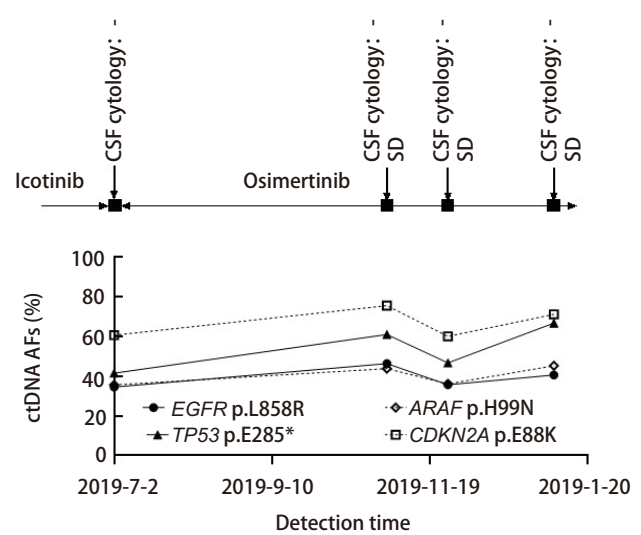 CSF cytology: -
CSF cytology: -
SD
CSF cytology: -
SD
CSF cytology: -
SD
Icotinib
Osimertinib
100
80
60
40
20
0
ctDNA AFs (%)
EGFR p.L858R
ARAF p.H99N
TP53 p.E285*
CDKN2A p.E88K
2019-7-2
2019-9-10
2019-11-19
2019-1-20
Detection time